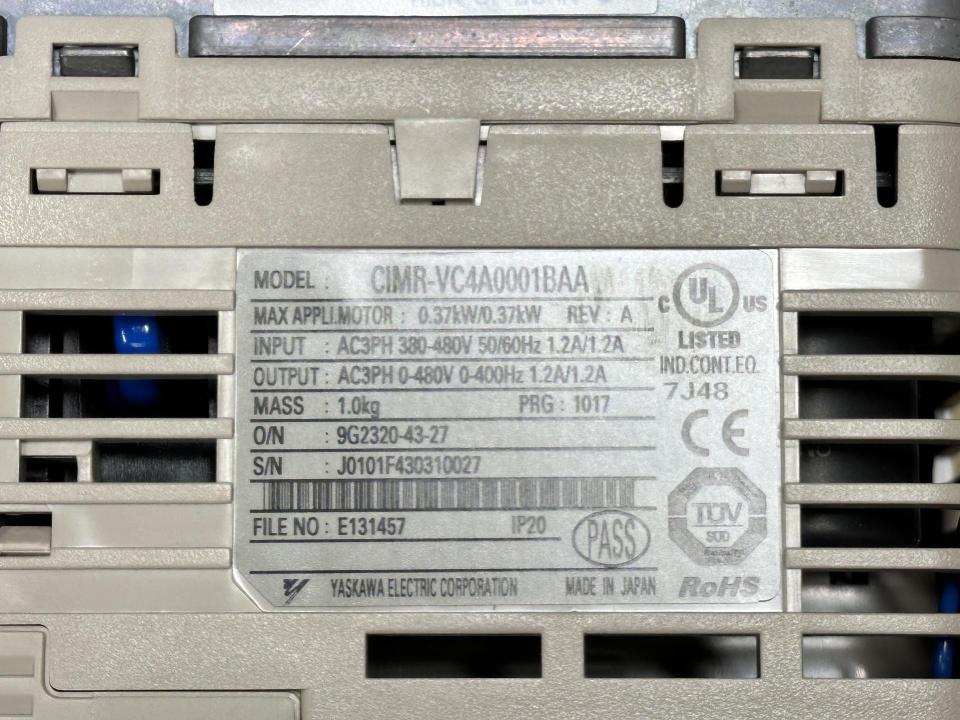 MODEL : CIMR-VC4A0001BAA
MAX APPLI.MOTOR : 0.37kW/0.37kW REV : A
INPUT : AC3PH 380-480V 50/60Hz 1.2A/1.2A
OUTPUT : AC3PH 0-480V 0-400Hz 1.2A/1.2A
MASS : 1.0kg PRG : 1017
O/N : 9G2320-43-27
S/N : J0101F430310027
FILE NO : E131457 IP20
PASS
YASKAWA ELECTRIC CORPORATION MADE IN JAPAN
C UL US
LISTED
IND.CONT.EQ.
7J48
CE
TÜV
SÜD
RoHS